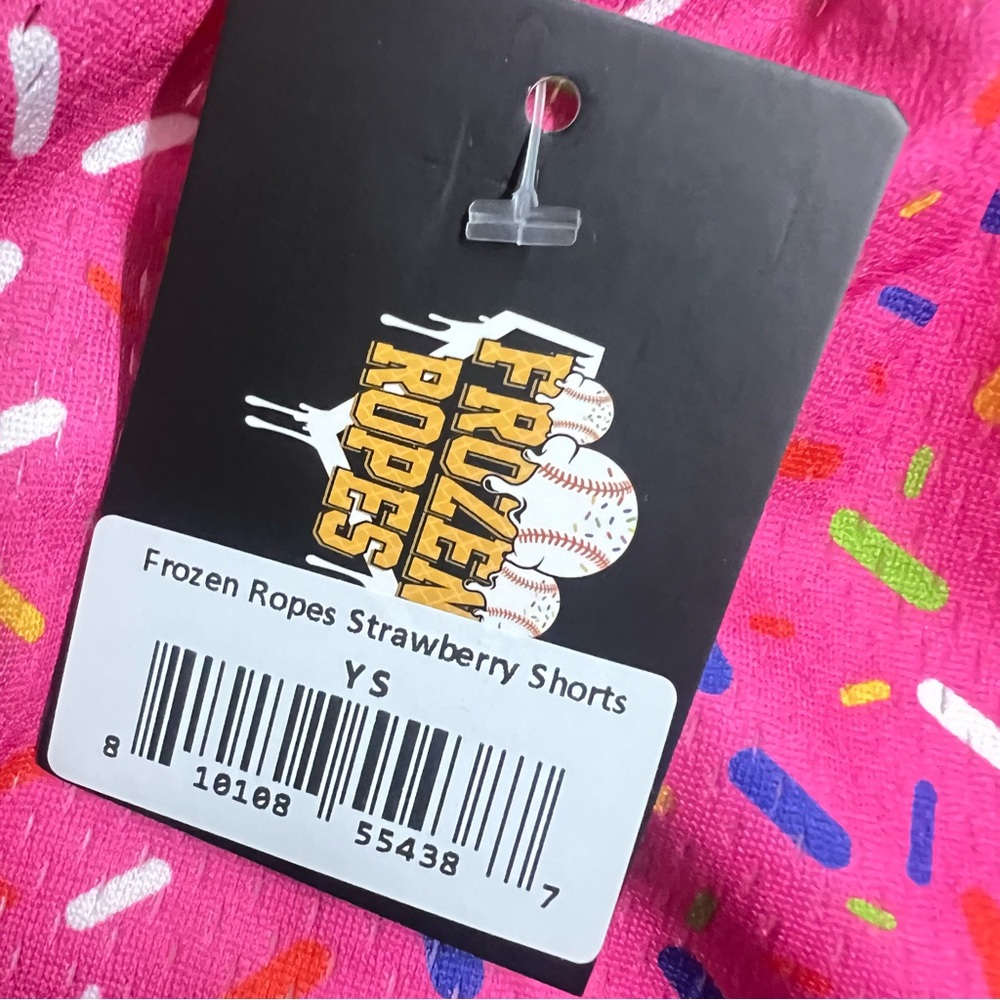 FROZEN
ROPES
Frozen Ropes Strawberry Shorts
YS
8 10108 55438 7